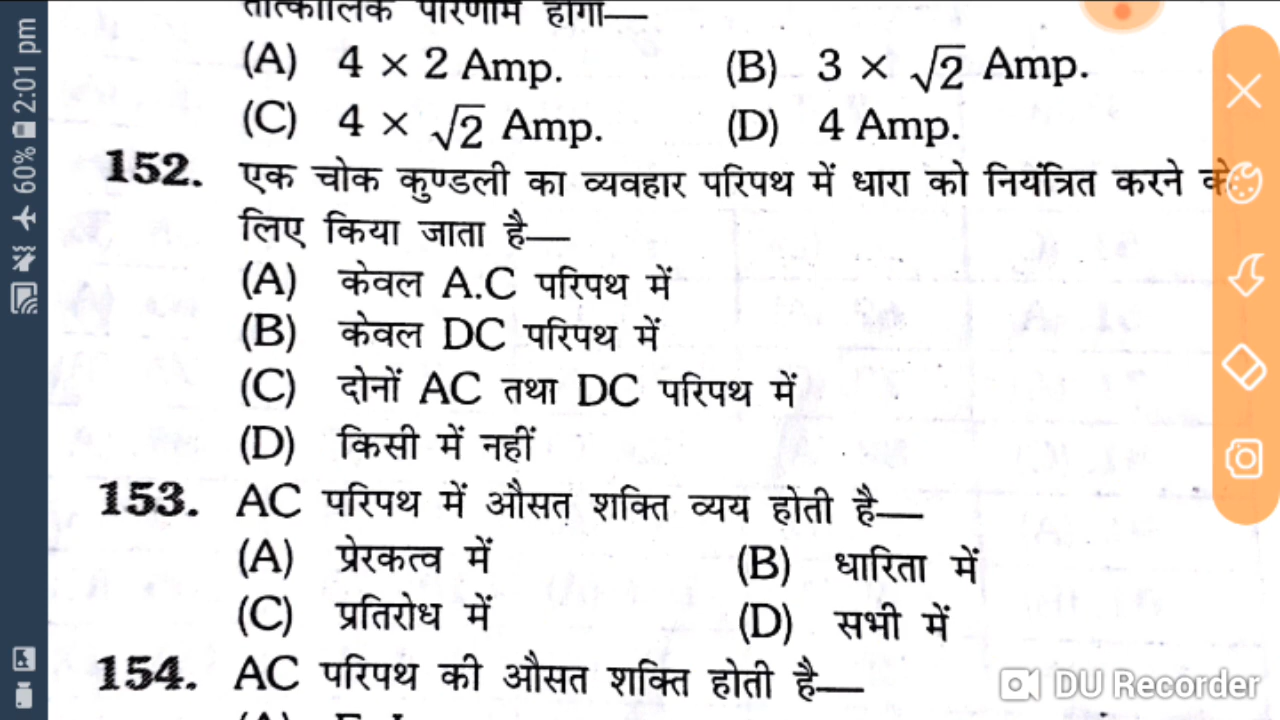 तात्कालिक परिणाम होगा—
(A) 4 × 2 Amp. (B) 3 × √2 Amp.
(C) 4 × √2 Amp. (D) 4 Amp.
152. एक चोक कुण्डली का व्यवहार परिपथ में धारा को नियंत्रित करने के
लिए किया जाता है—
(A) केवल A.C परिपथ में
(B) केवल DC परिपथ में
(C) दोनों AC तथा DC परिपथ में
(D) किसी में नहीं
153. AC परिपथ में औसत शक्ति व्यय होती है—
(A) प्रेरकत्व में (B) धारिता में
(C) प्रतिरोध में (D) सभी में
154. AC परिपथ की औसत शक्ति होती है—
60% 2:01 pm
DU Recorder